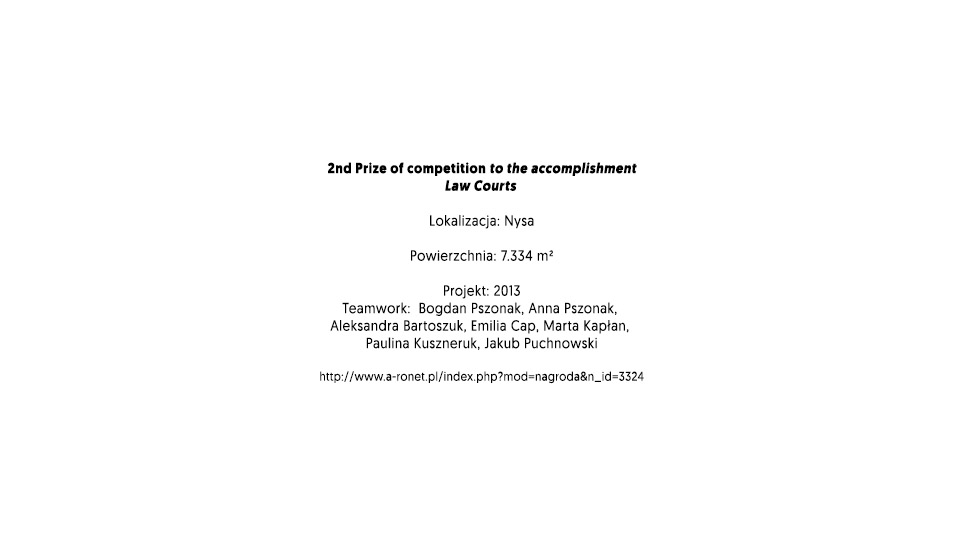 2nd Prize of competition to the accomplishment
Law Courts
Lokalizacja: Nysa
Powierzchnia: 7.334 m²
Projekt: 2013
Teamwork:  Bogdan Pszonak, Anna Pszonak,
Aleksandra Bartoszuk, Emilia Cap, Marta Kapłan,
Paulina Kuszneruk, Jakub Puchnowski
http://www.a-ronet.pl/index.php?mod=nagroda&n_id=3324